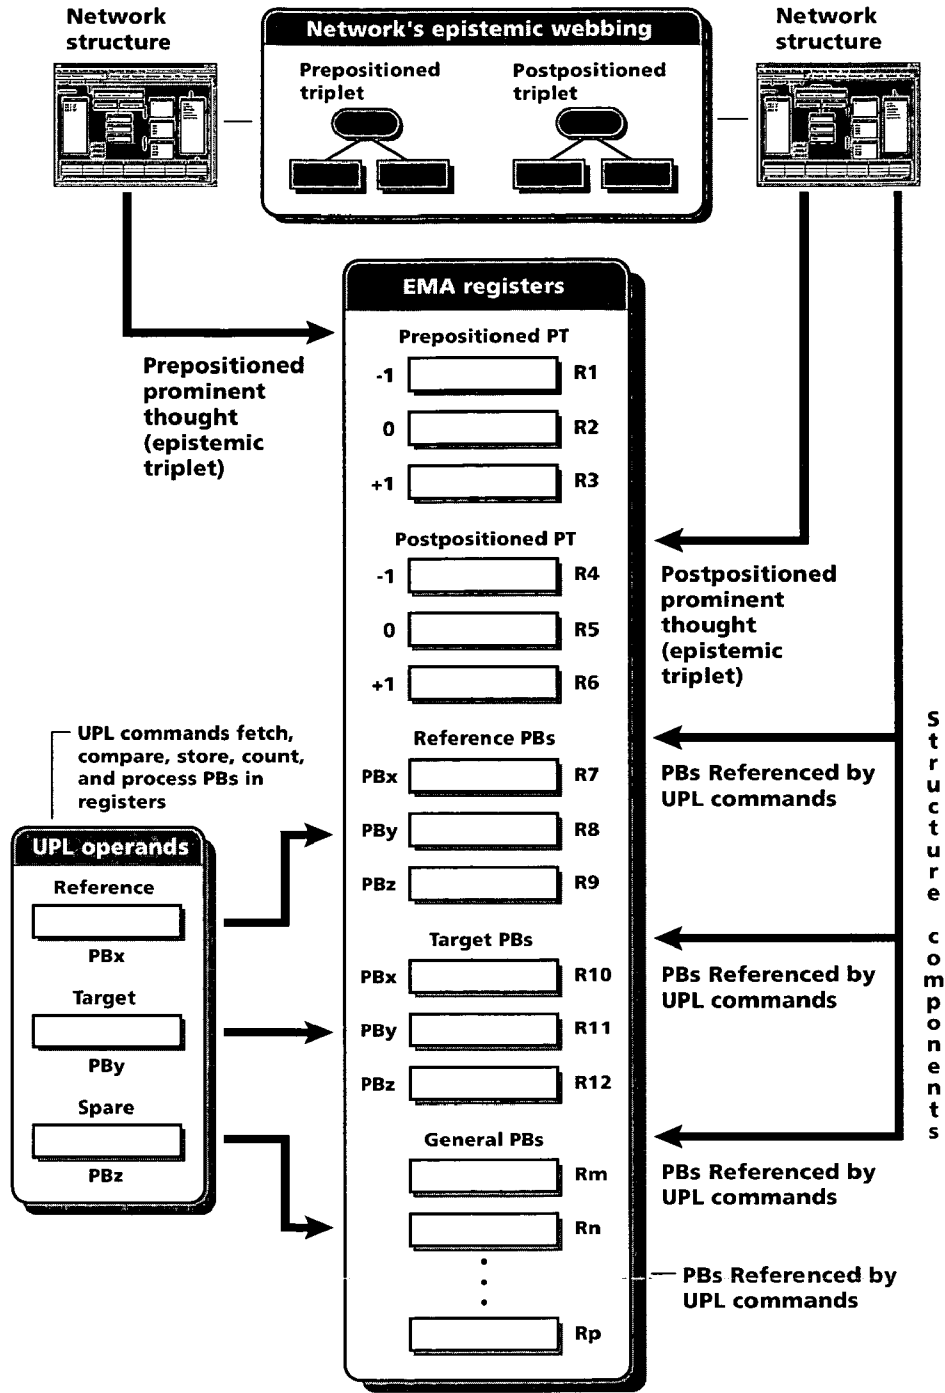 Network
structure
Network's epistemic webbing
Prepositioned
triplet
Postpositioned
triplet
Network
structure
EMA registers
Prepositioned PT
-1 R1
0 R2
+1 R3
Prepositioned
prominent
thought
(epistemic
triplet)
Postpositioned PT
-1 R4
0 R5
+1 R6
Postpositioned
prominent
thought
(epistemic
triplet)
UPL commands fetch,
compare, store, count,
and process PBs in
registers
Reference PBs
PBx R7
PBy R8
PBz R9
PBs Referenced by
UPL commands
UPL operands
Reference
PBx
Target
PBy
Spare
PBz
Target PBs
PBx R10
PBy R11
PBz R12
PBs Referenced by
UPL commands
General PBs
Rm
Rn
Rp
PBs Referenced by
UPL commands
PBs Referenced by
UPL commands
Structure components